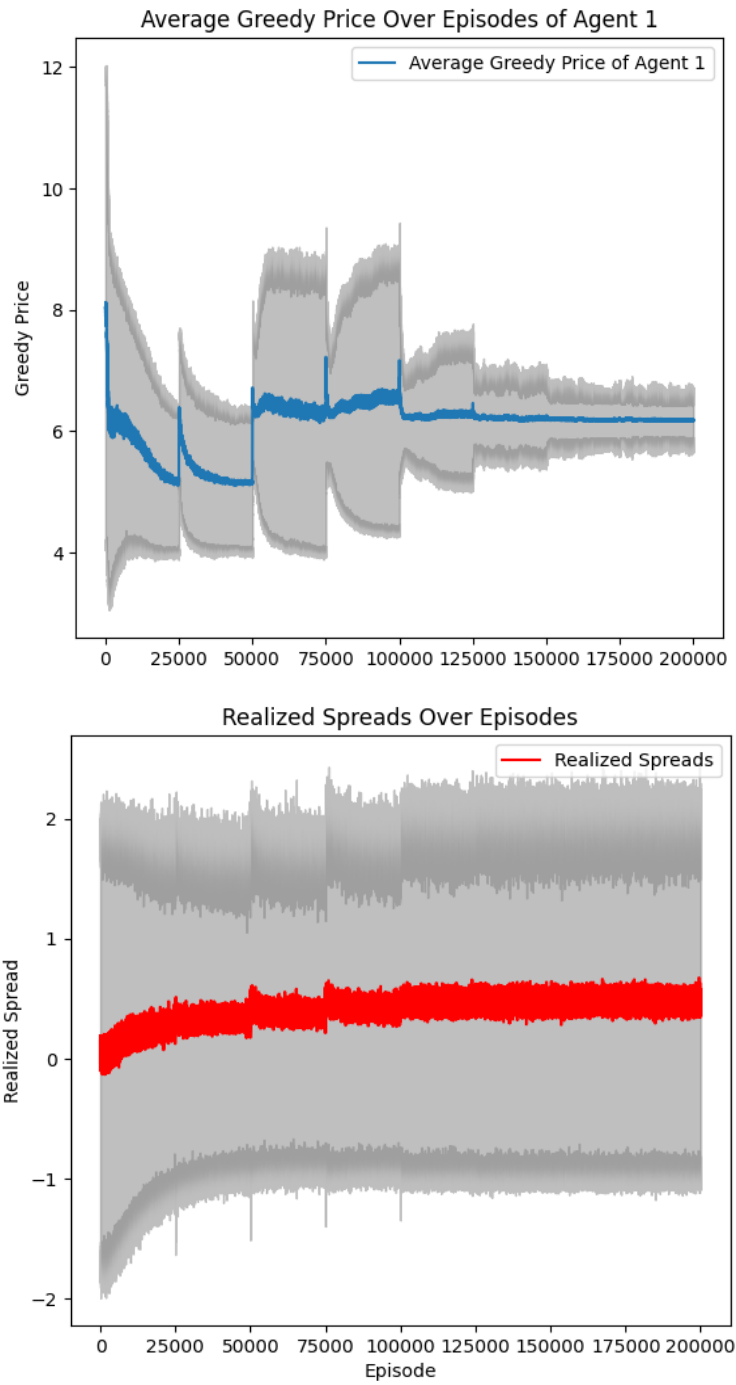 Average Greedy Price Over Episodes of Agent 1
Average Greedy Price of Agent 1
12
10
8
6
4
Greedy Price
0 25000 50000 75000 100000 125000 150000 175000 200000
Realized Spreads Over Episodes
Realized Spreads
2
1
0
−1
−2
Realized Spread
0 25000 50000 75000 100000 125000 150000 175000 200000
Episode